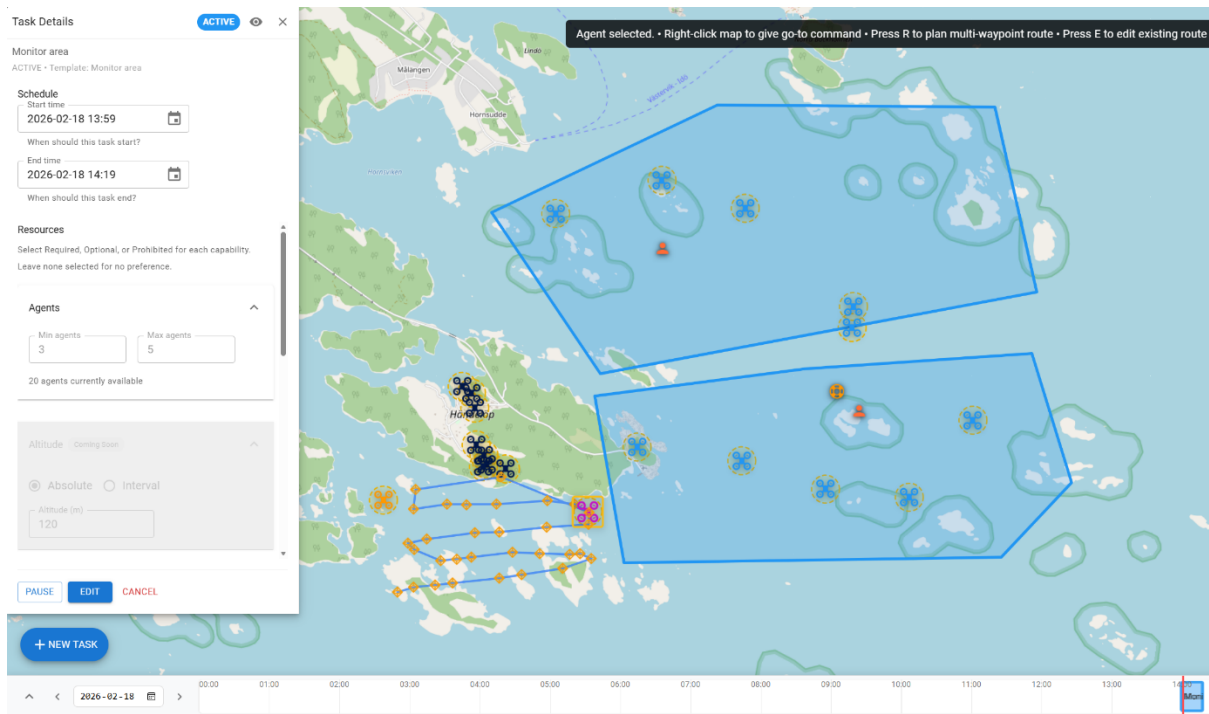 Task Details
ACTIVE
Monitor area
ACTIVE • Template: Monitor area
Schedule
Start time
2026-02-18 13:59
When should this task start?
End time
2026-02-18 14:19
When should this task end?
Resources
Select Required, Optional, or Prohibited for each capability.
Leave none selected for no preference.
Agents
Min agents
3
Max agents
5
20 agents currently available
Altitude
Coming Soon
Absolute
Interval
Altitude (m)
120
PAUSE
EDIT
CANCEL
+ NEW TASK
Agent selected. • Right-click map to give go-to command • Press R to plan multi-waypoint route • Press E to edit existing route
Lindö
Målangen
Hornsudde
2026-02-18
00:00 01:00 02:00 03:00 04:00 05:00 06:00 07:00 08:00 09:00 10:00 11:00 12:00 13:00
Mon